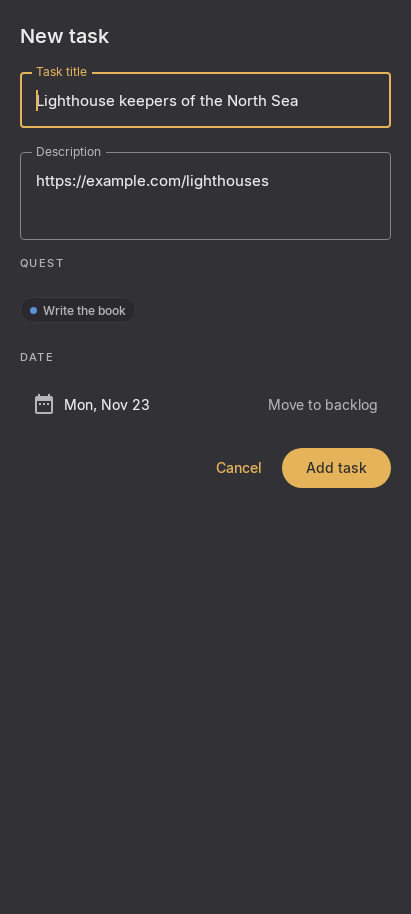 New task
Task title
Lighthouse keepers of the North Sea
Description
https://example.com/lighthouses
QUEST
Write the book
DATE
Mon, Nov 23
Move to backlog
Cancel
Add task